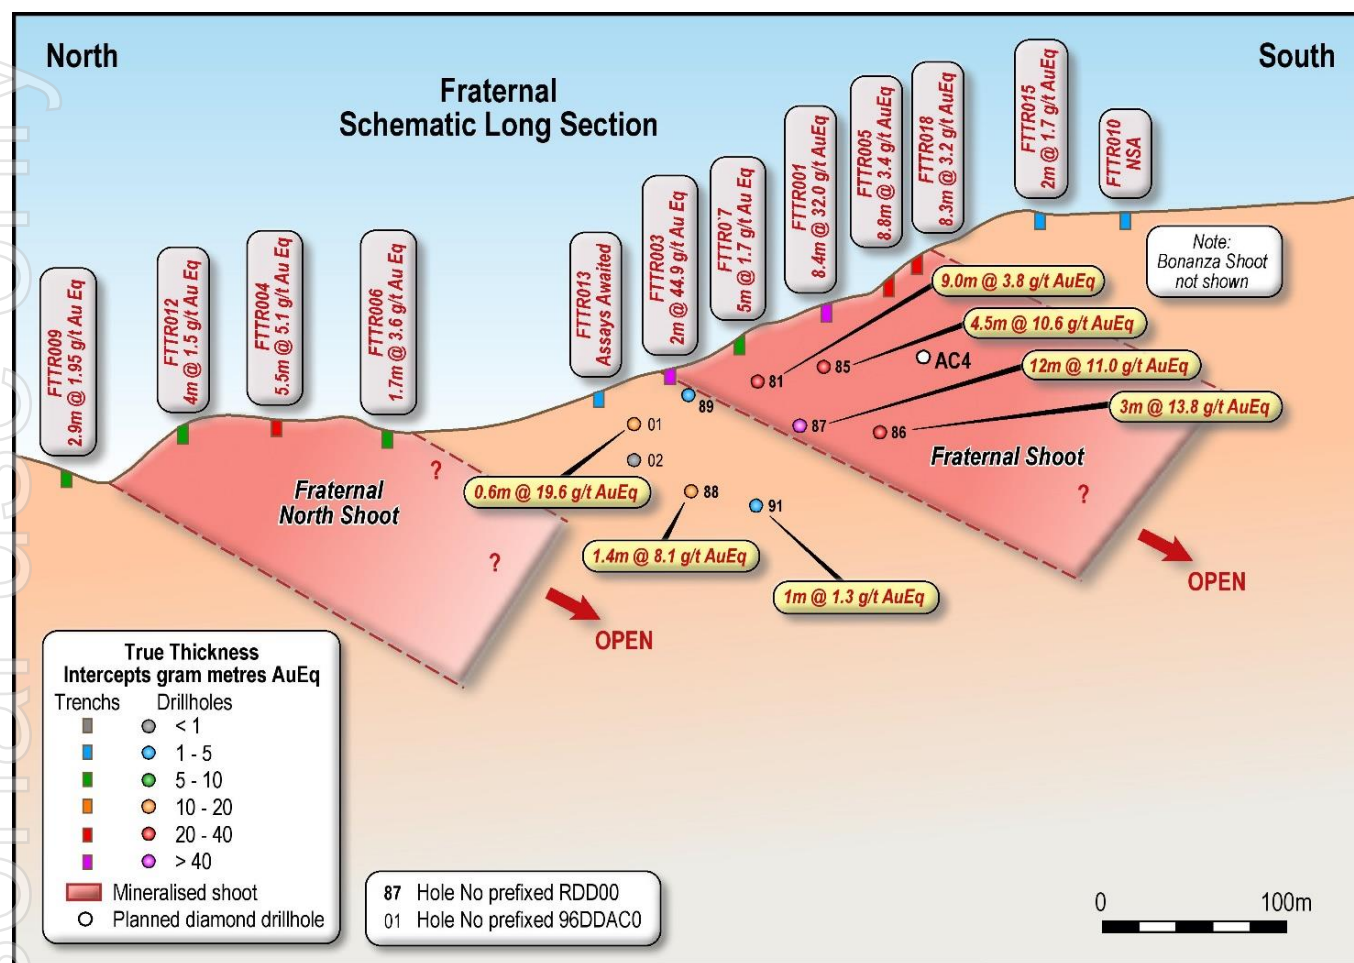 North
South
Fraternal
Schematic Long Section
FTTR009
2.9m @ 1.95 g/t Au Eq
FTTR012
4m @ 1.5 g/t Au Eq
FTTR004
5.5m @ 5.1 g/t Au Eq
FTTR006
1.7m @ 3.6 g/t Au Eq
FTTR013
Assays Awaited
FTTR003
2m @ 44.9 g/t Au Eq
FTTR0`7
5m @ 1.7 g/t Au Eq
FTTR001
8.4m @ 32.0 g/t AuEq
FTTR005
8.8m @ 3.4 g/t AuEq
FTTR018
8.3m @ 3.2 g/t AuEq
FTTR015
2m @ 1.7 g/t AuEq
FTTR010
NSA
Note:
Bonanza Shoot
not shown
9.0m @ 3.8 g/t AuEq
4.5m @ 10.6 g/t AuEq
12m @ 11.0 g/t AuEq
3m @ 13.8 g/t AuEq
81
85
AC4
87
86
89
01
02
88
91
Fraternal Shoot
?
Fraternal
North Shoot
?
?
0.6m @ 19.6 g/t AuEq
1.4m @ 8.1 g/t AuEq
1m @ 1.3 g/t AuEq
OPEN
OPEN
True Thickness
Intercepts gram metres AuEq
Trenchs Drillholes
< 1
1 - 5
5 - 10
10 - 20
20 - 40
> 40
Mineralised shoot
Planned diamond drillhole
87 Hole No prefixed RDD00
01 Hole No prefixed 96DDAC0
0 100m